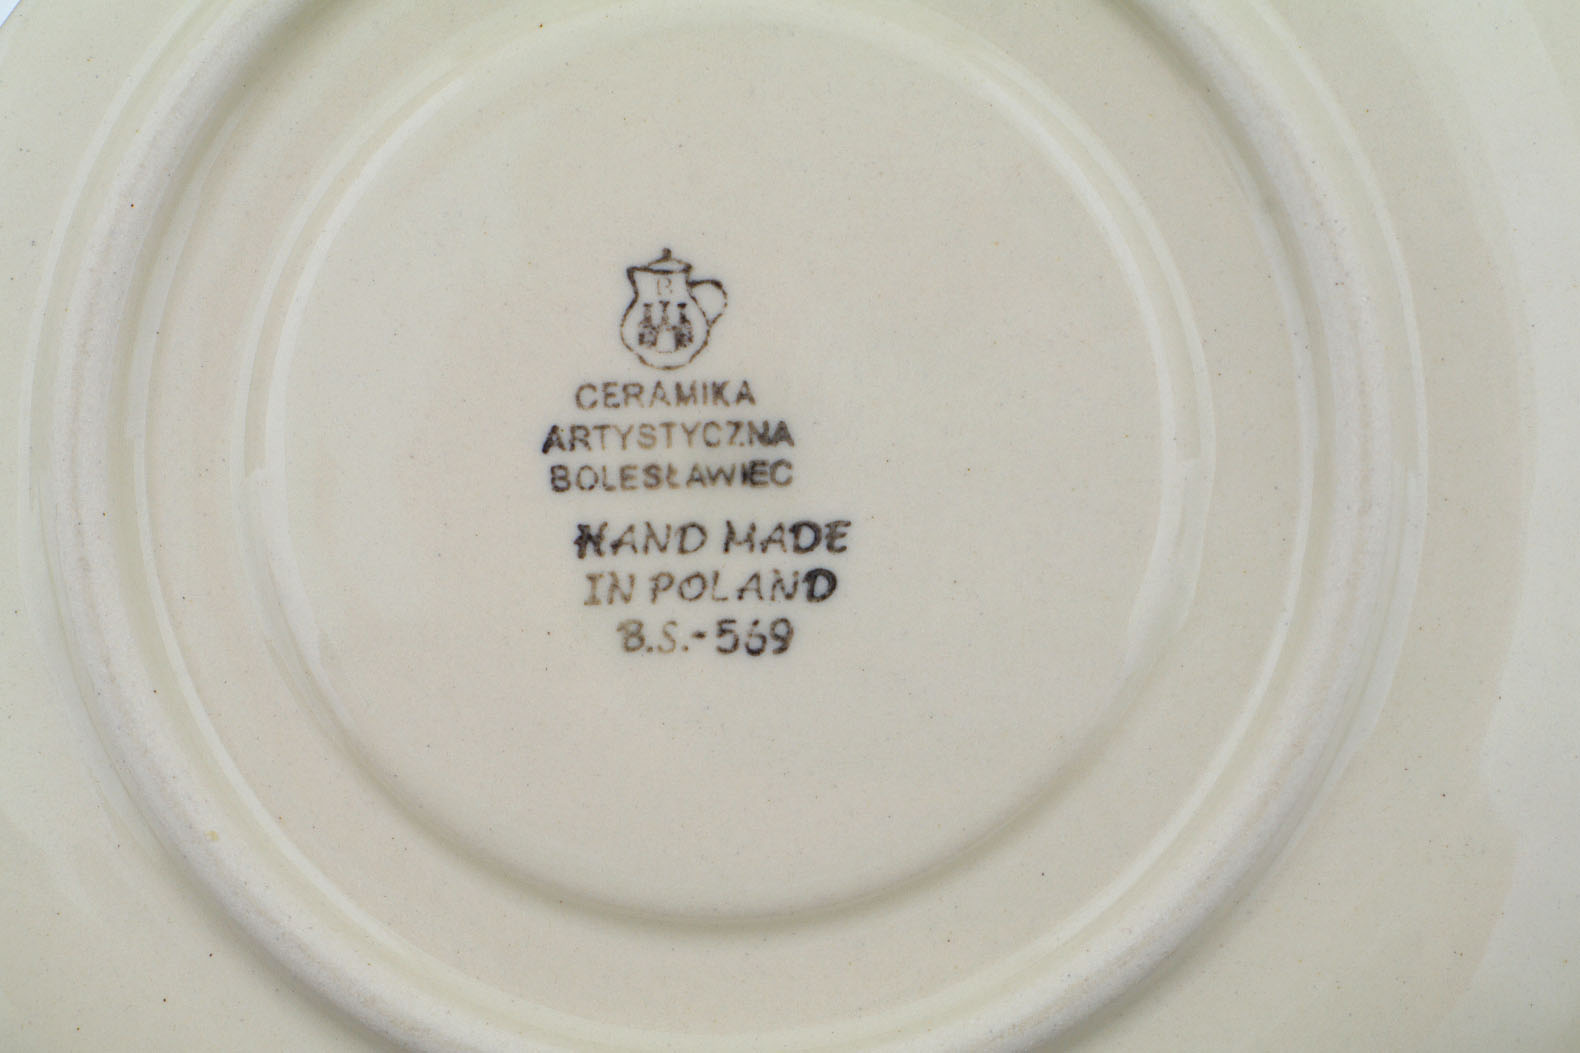 B
CERAMIKA
ARTYSTYCZNA
BOLESŁAWIEC
HAND MADE
IN POLAND
B.S.-569